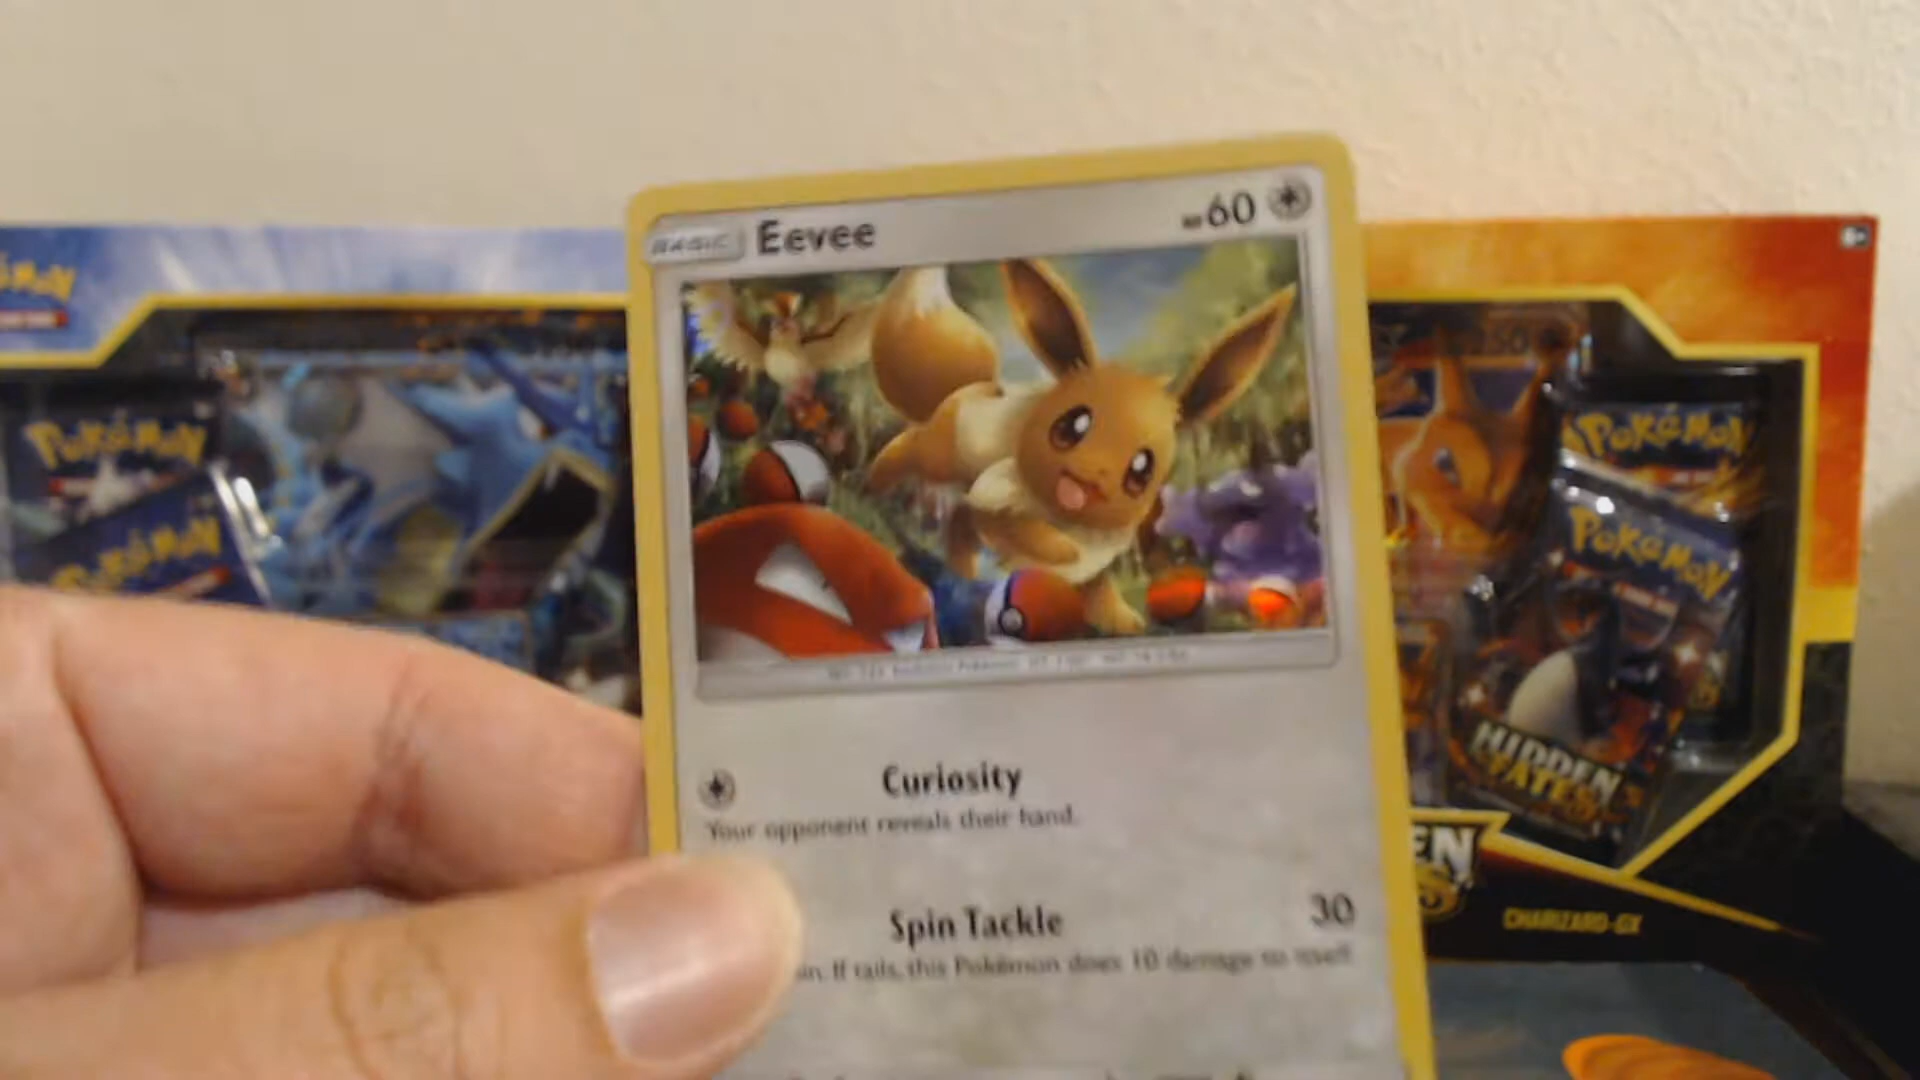 BASIC Eevee 60
Curiosity
Your opponent reveals their hand.
Spin Tackle 30
If tails, this Pokémon does 10 damage to itself.
Pokémon
Pokémon
Pokémon
Pokémon
HIDDEN
FATES
CHARIZARD-GX